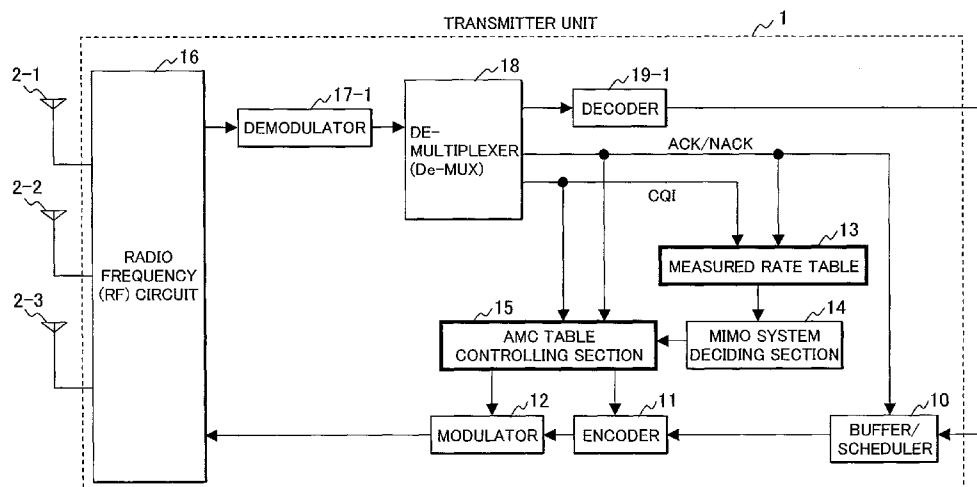 TRANSMITTER UNIT
1
16
18
19-1
2-1
17-1
DECODER
DEMODULATOR
DE-
MULTIPLEXER
(De-MUX)
ACK/NACK
2-2
CQI
13
RADIO
FREQUENCY
(RF) CIRCUIT
MEASURED RATE TABLE
2-3
15
14
AMC TABLE
CONTROLLING SECTION
MIMO SYSTEM
DECIDING SECTION
12
11
10
MODULATOR
ENCODER
BUFFER/
SCHEDULER